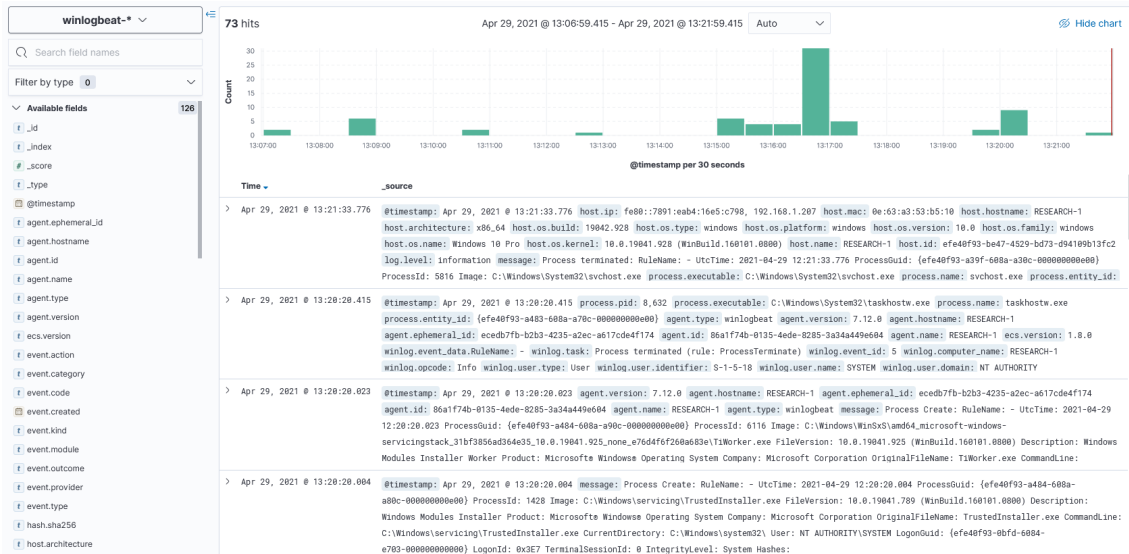 winlogbeat-*
Search field names
Filter by type 0
Available fields 126
t _id
t _index
# _score
t _type
@timestamp
t agent.ephemeral_id
t agent.hostname
t agent.id
t agent.name
t agent.type
t agent.version
t ecs.version
t event.action
t event.category
t event.code
event.created
t event.kind
t event.module
t event.outcome
t event.provider
t event.type
t hash.sha256
t host.architecture
73 hits
Apr 29, 2021 @ 13:06:59.415 - Apr 29, 2021 @ 13:21:59.415 Auto
Hide chart
Count
30
25
20
15
10
5
0
13:07:00 13:08:00 13:09:00 13:10:00 13:11:00 13:12:00 13:13:00 13:14:00 13:15:00 13:16:00 13:17:00 13:18:00 13:19:00 13:20:00 13:21:00
@timestamp per 30 seconds
Time _source
Apr 29, 2021 @ 13:21:33.776
@timestamp: Apr 29, 2021 @ 13:21:33.776 host.ip: fe80::7891:eab4:16e5:c798, 192.168.1.207 host.mac: 0e:63:a3:53:b5:10 host.hostname: RESEARCH-1
host.architecture: x86_64 host.os.build: 19042.928 host.os.type: windows host.os.platform: windows host.os.version: 10.0 host.os.family: windows
host.os.name: Windows 10 Pro host.os.kernel: 10.0.19041.928 (WinBuild.160101.0800) host.name: RESEARCH-1 host.id: efe40f93-be47-4529-bd73-d94109b13fc2
log.level: information message: Process terminated: RuleName: - UtcTime: 2021-04-29 12:21:33.776 ProcessGuid: {efe40f93-a39f-608a-a30c-000000000e00}
ProcessId: 5816 Image: C:\Windows\System32\svchost.exe process.executable: C:\Windows\System32\svchost.exe process.name: svchost.exe process.entity_id:
Apr 29, 2021 @ 13:20:20.415
@timestamp: Apr 29, 2021 @ 13:20:20.415 process.pid: 8,632 process.executable: C:\Windows\System32\taskhostw.exe process.name: taskhostw.exe
process.entity_id: {efe40f93-a483-608a-a70c-000000000e00} agent.type: winlogbeat agent.version: 7.12.0 agent.hostname: RESEARCH-1
agent.ephemeral_id: ecedb7fb-b2b3-4235-a2ec-a617cde4f174 agent.id: 86a1f74b-0135-4ede-8285-3a34a449e604 agent.name: RESEARCH-1 ecs.version: 1.8.0
winlog.event_data.RuleName: - winlog.task: Process terminated (rule: ProcessTerminate) winlog.event_id: 5 winlog.computer_name: RESEARCH-1
winlog.opcode: Info winlog.user.type: User winlog.user.identifier: S-1-5-18 winlog.user.name: SYSTEM winlog.user.domain: NT AUTHORITY
Apr 29, 2021 @ 13:20:20.023
@timestamp: Apr 29, 2021 @ 13:20:20.023 agent.version: 7.12.0 agent.hostname: RESEARCH-1 agent.ephemeral_id: ecedb7fb-b2b3-4235-a2ec-a617cde4f174
agent.id: 86a1f74b-0135-4ede-8285-3a34a449e604 agent.name: RESEARCH-1 agent.type: winlogbeat message: Process Create: RuleName: - UtcTime: 2021-04-29
12:20:20.023 ProcessGuid: {efe40f93-a484-608a-a90c-000000000e00} ProcessId: 6116 Image: C:\Windows\WinSxS\amd64_microsoft-windows-
servicingstack_31bf3856ad364e35_10.0.19041.925_none_e76d4f6f260a683e\TiWorker.exe FileVersion: 10.0.19041.925 (WinBuild.160101.0800) Description: Windows
Modules Installer Worker Product: Microsoft® Windows® Operating System Company: Microsoft Corporation OriginalFileName: TiWorker.exe CommandLine:
Apr 29, 2021 @ 13:20:20.004
@timestamp: Apr 29, 2021 @ 13:20:20.004 message: Process Create: RuleName: - UtcTime: 2021-04-29 12:20:20.004 ProcessGuid: {efe40f93-a484-608a-
a80c-000000000e00} ProcessId: 1428 Image: C:\Windows\servicing\TrustedInstaller.exe FileVersion: 10.0.19041.789 (WinBuild.160101.0800) Description:
Windows Modules Installer Product: Microsoft® Windows® Operating System Company: Microsoft Corporation OriginalFileName: TrustedInstaller.exe CommandLine:
C:\Windows\servicing\TrustedInstaller.exe CurrentDirectory: C:\Windows\system32\ User: NT AUTHORITY\SYSTEM LogonGuid: {efe40f93-0bfd-6084-
e703-000000000000} LogonId: 0x3E7 TerminalSessionId: 0 IntegrityLevel: System Hashes: